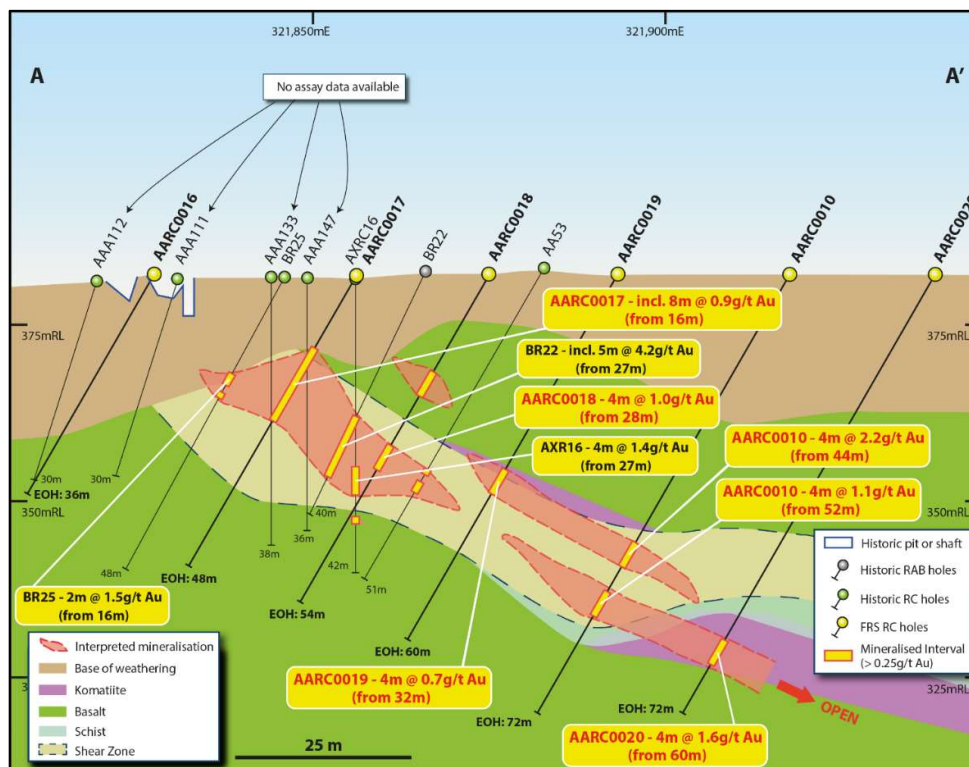 321,850mE
321,900mE
A
A'
No assay data available
AAA112
AARC0016
AAA111
AAA133
BR25
AAA147
AXRC16
AARC0017
BR22
AARC0018
AA53
AARC0019
AARC0010
375mRL
375mRL
AARC0017 - incl. 8m @ 0.9g/t Au
(from 16m)
BR22 - incl. 5m @ 4.2g/t Au
(from 27m)
AARC0018 - 4m @ 1.0g/t Au
(from 28m)
AXR16 - 4m @ 1.4g/t Au
(from 27m)
AARC0010 - 4m @ 2.2g/t Au
(from 44m)
AARC0010 - 4m @ 1.1g/t Au
(from 52m)
30m
30m
EOH: 36m
350mRL
350mRL
40m
36m
38m
48m
EOH: 48m
42m
51m
EOH: 54m
BR25 - 2m @ 1.5g/t Au
(from 16m)
EOH: 60m
AARC0019 - 4m @ 0.7g/t Au
(from 32m)
EOH: 72m
EOH: 72m
AARC0020 - 4m @ 1.6g/t Au
(from 60m)
OPEN
325mRL
25 m
Interpreted mineralisation
Base of weathering
Komatiite
Basalt
Schist
Shear Zone
Historic pit or shaft
Historic RAB holes
Historic RC holes
FRS RC holes
Mineralised Interval
(> 0.25g/t Au)